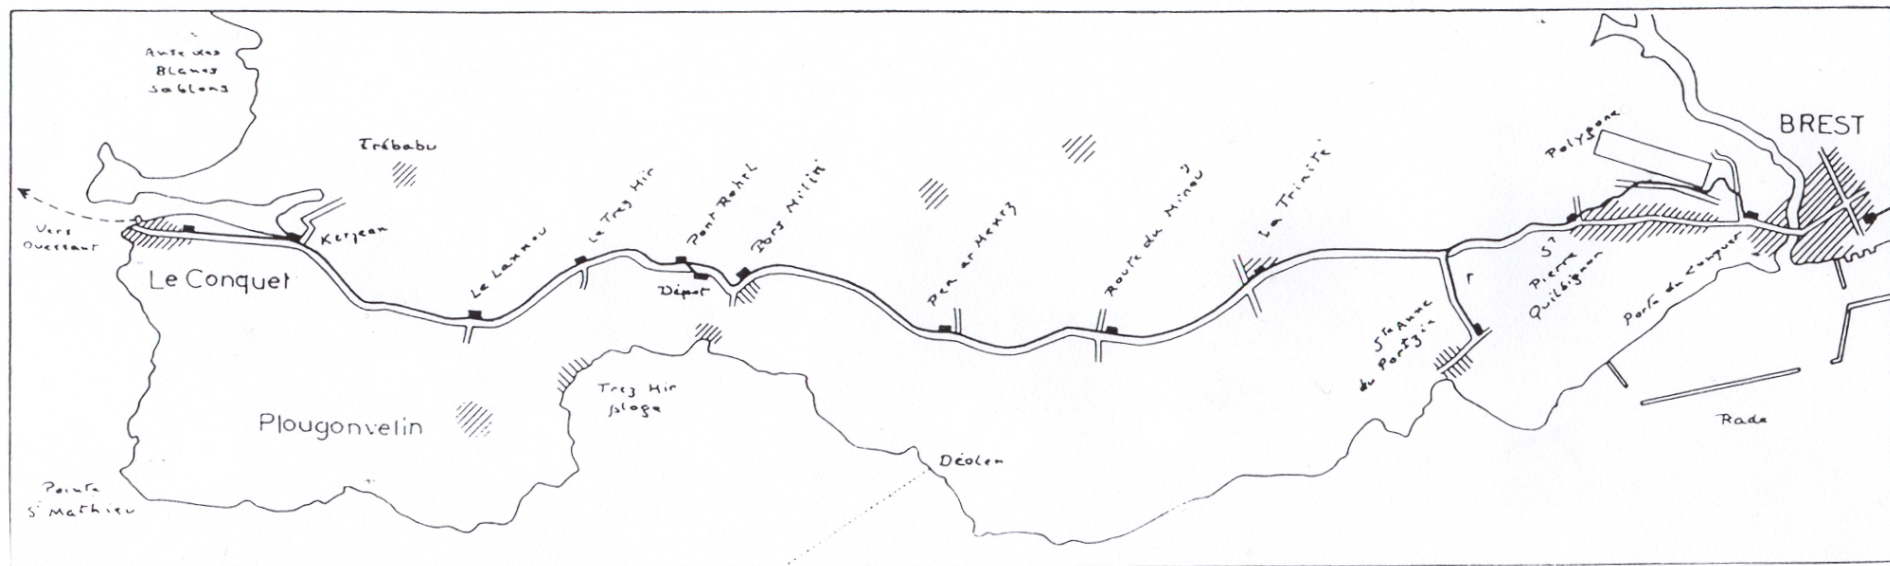 Anse des
Blancs
Sablons
Trébabu
Vers
Ouessant
Le Conquet
Kerjean
Le Lannou
Le Trez Hir
Pont Rohel
Dépot
Pors Milin
Pen ar Menez
Route du Minou
La Trinité
Polygone
BREST
St
Pierre
Quilbignon
Porte du Conquet
Ste Anne
du Portzic
Rade
Plougonvelin
Trez Hir
plage
Déolen
Pointe
St Mathieu